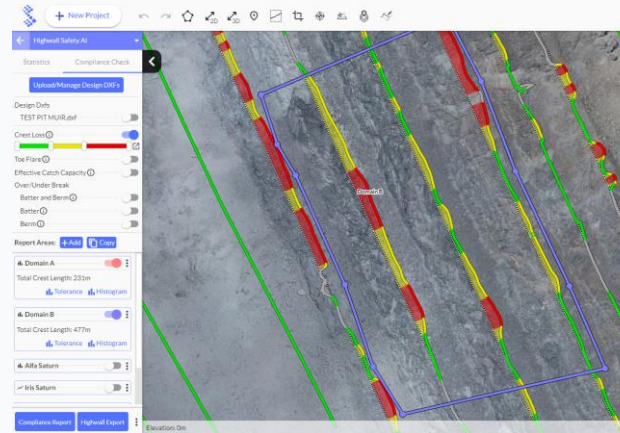 + New Project
2D
3D
Highwall Safety AI
Statistics
Compliance Check
Upload/Manage Design DXFs
Design Dxfs
TEST PIT MUIR.dxf
Crest Loss
Toe Flare
Effective Catch Capacity
Over/Under Break
Batter and Berm
Batter
Berm
Report Areas:
+Add
Copy
Domain A
Total Crest Length: 231m
Tolerance
Histogram
Domain B
Total Crest Length: 477m
Tolerance
Histogram
Alfa Saturn
Iris Saturn
Compliance Report
Highwall Export
Domain B
Elevation: 0m